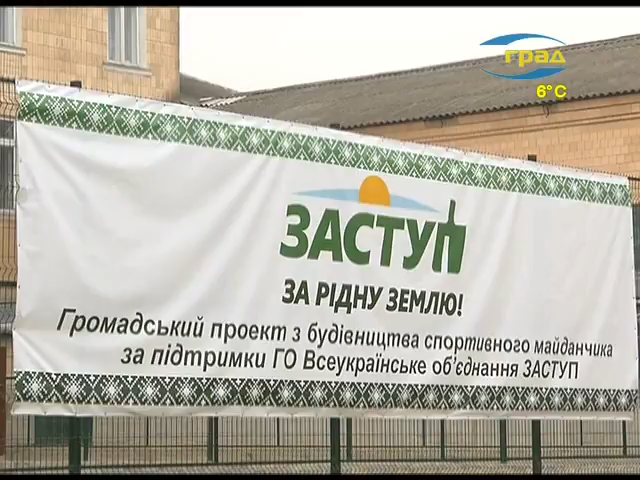 град
6°C
ЗАСТУП
ЗА РІДНУ ЗЕМЛЮ!
Громадський проект з будівництва спортивного майданчика
за підтримки ГО Всеукраїнське об'єднання ЗАСТУП